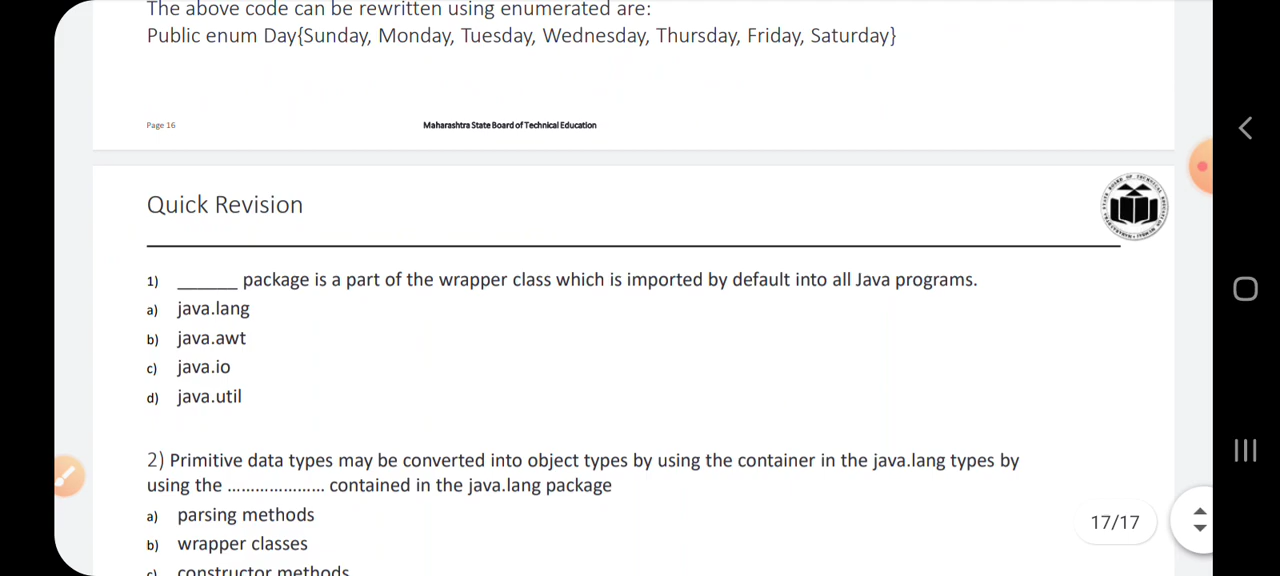 The above code can be rewritten using enumerated are:
Public enum Day{Sunday, Monday, Tuesday, Wednesday, Thursday, Friday, Saturday}
Page 16
Maharashtra State Board of Technical Education
Quick Revision
1) ______ package is a part of the wrapper class which is imported by default into all Java programs.
a) java.lang
b) java.awt
c) java.io
d) java.util
2) Primitive data types may be converted into object types by using the container in the java.lang types by
using the ..................... contained in the java.lang package
a) parsing methods
b) wrapper classes
c) constructor methods
17/17